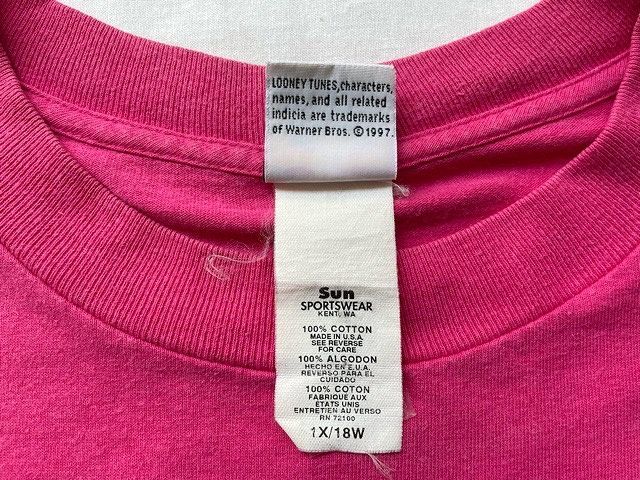 LOONEY TUNES, characters,
names, and all related
indicia are trademarks
of Warner Bros. ©1997.
Sun
SPORTSWEAR
KENT, WA
100% COTTON
MADE IN U.S.A.
SEE REVERSE
FOR CARE
100% ALGODON
HECHO EN E.U.A.
REVERSO PARA EL
CUIDADO
100% COTON
FABRIQUE AUX
ETATS UNIS
ENTRETIEN AU VERSO
RN 72100
1X/18W